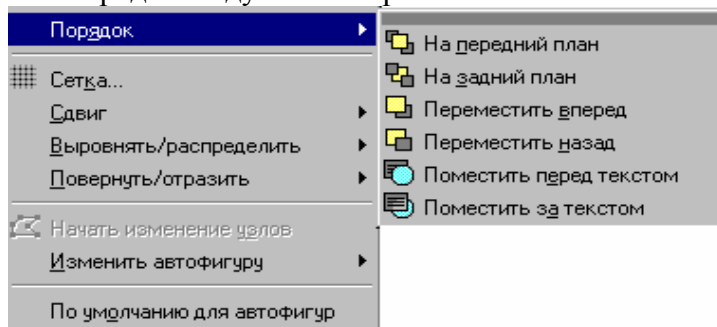 Порядок
Сетка...
Сдвиг
Выровнять/распределить
Повернуть/отразить
Начать изменение узлов
Изменить автофигуру
По умолчанию для автофигур
На передний план
На задний план
Переместить вперед
Переместить назад
Поместить перед текстом
Поместить за текстом